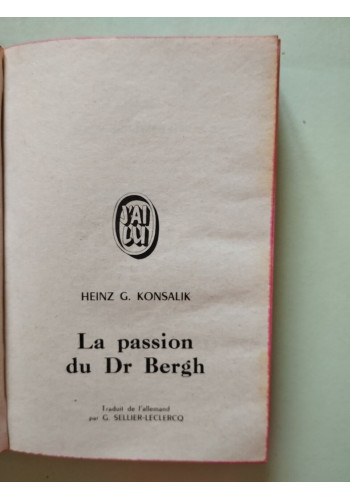 J'AI
LU
HEINZ G. KONSALIK
La passion
du Dr Bergh
Traduit de l'allemand
par G. SELLIER-LECLERCQ